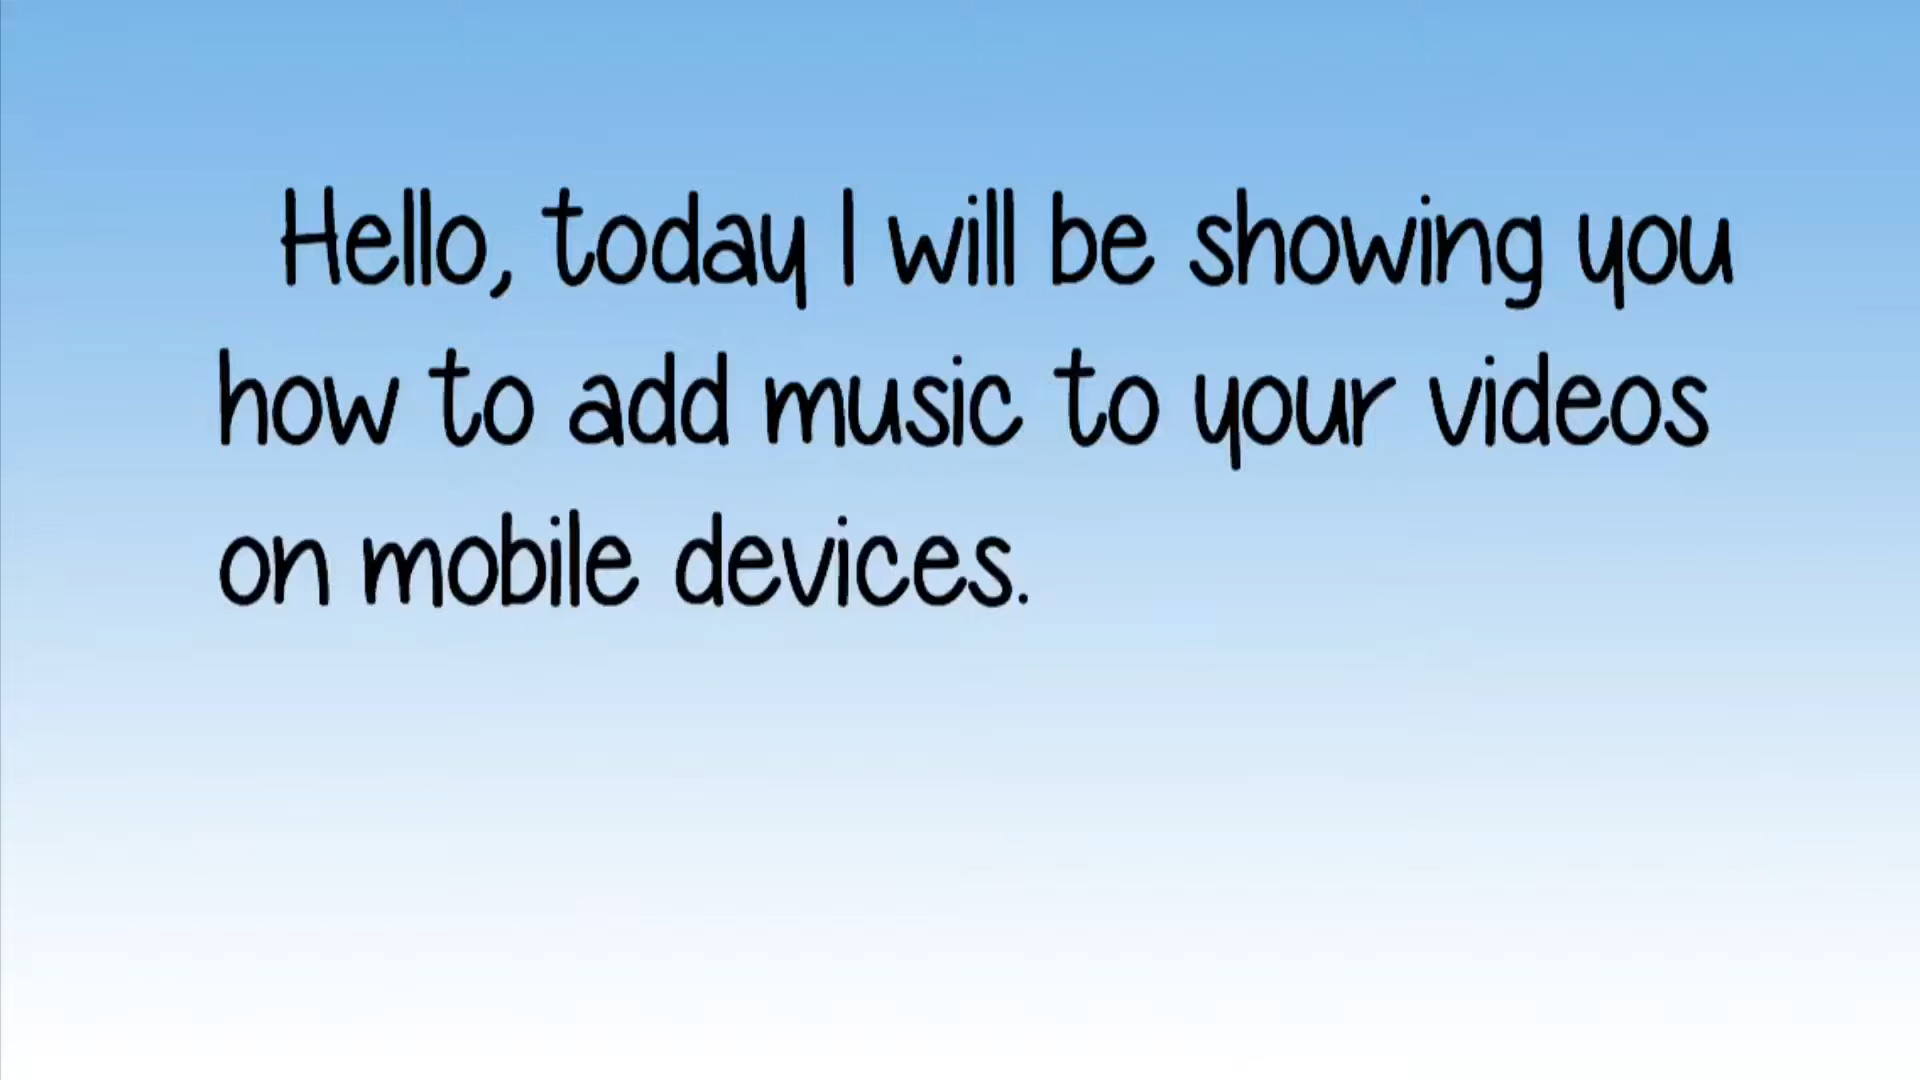 Hello, today I will be showing you
how to add music to your videos
on mobile devices.